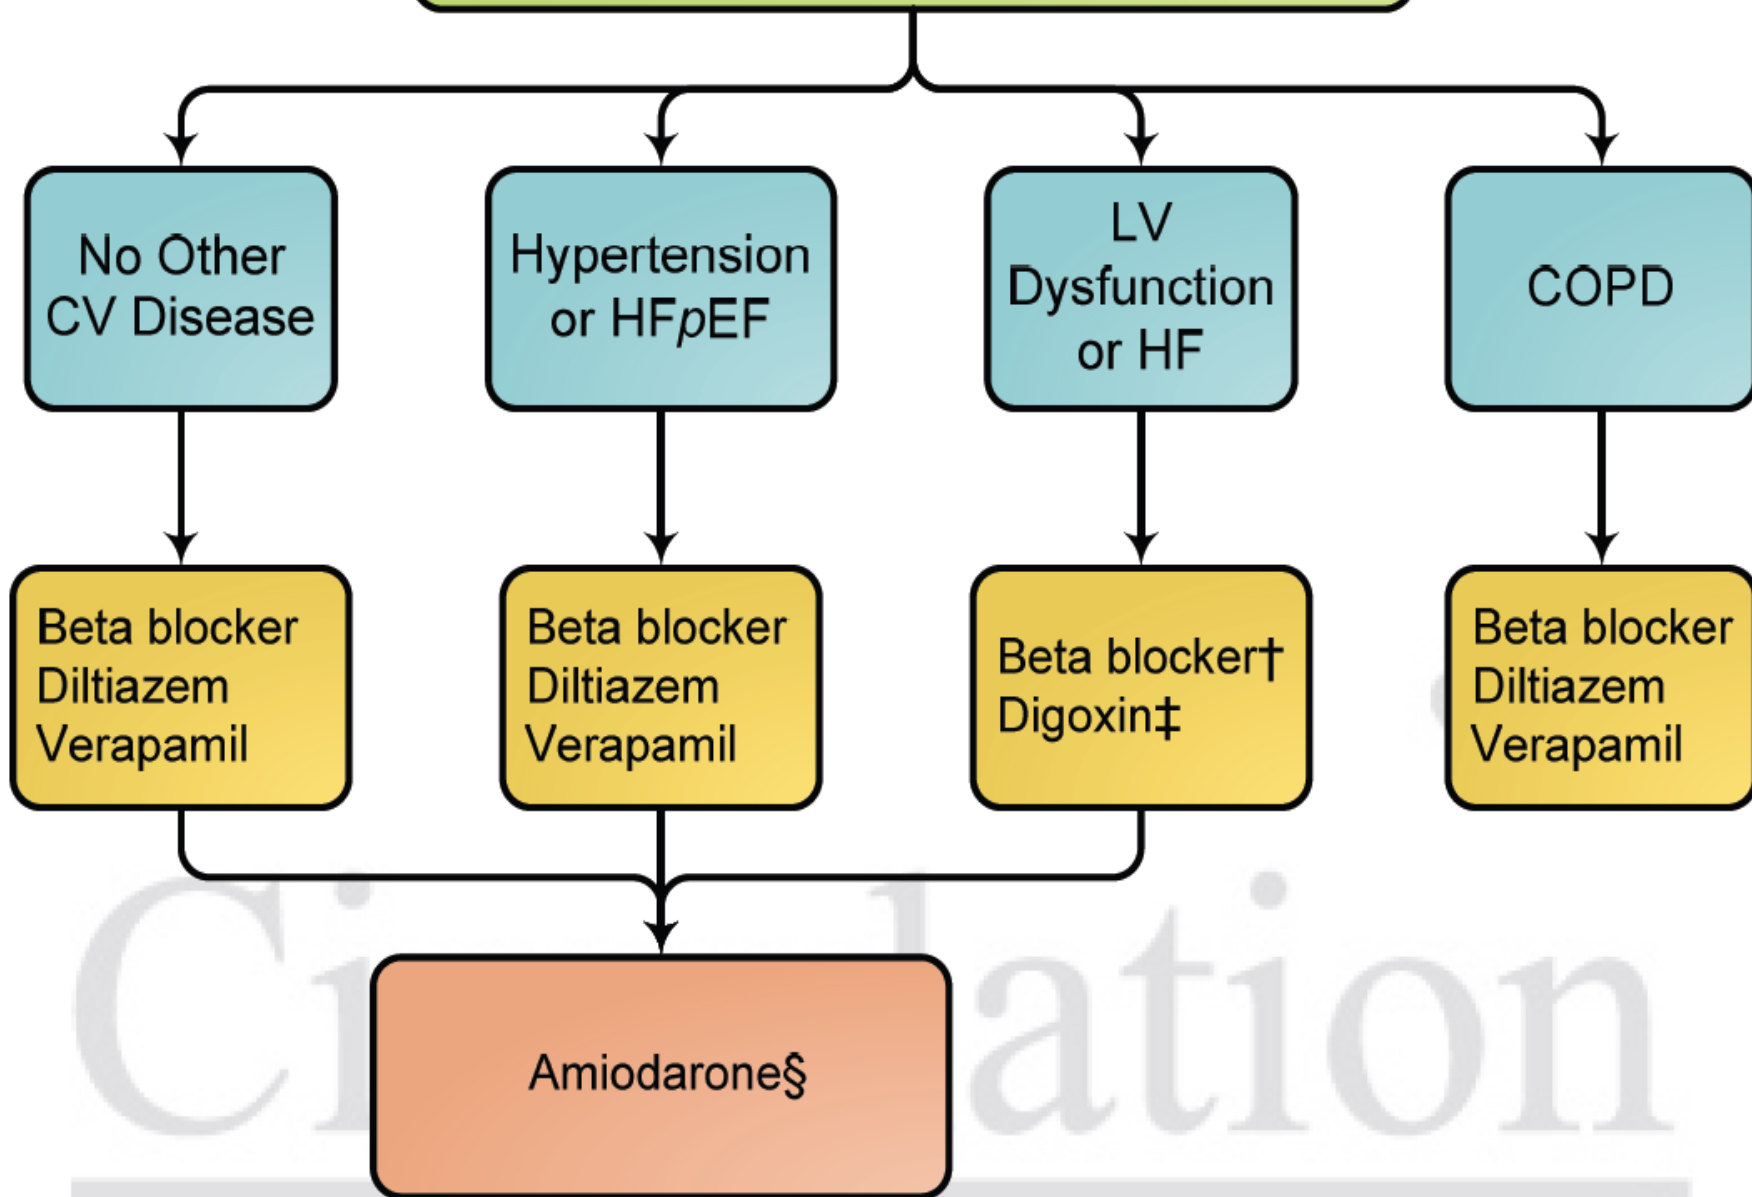 No Other
CV Disease
Hypertension
or HFpEF
LV
Dysfunction
or HF
COPD
Beta blocker
Diltiazem
Verapamil
Beta blocker
Diltiazem
Verapamil
Beta blocker†
Digoxin‡
Beta blocker
Diltiazem
Verapamil
Amiodarone§